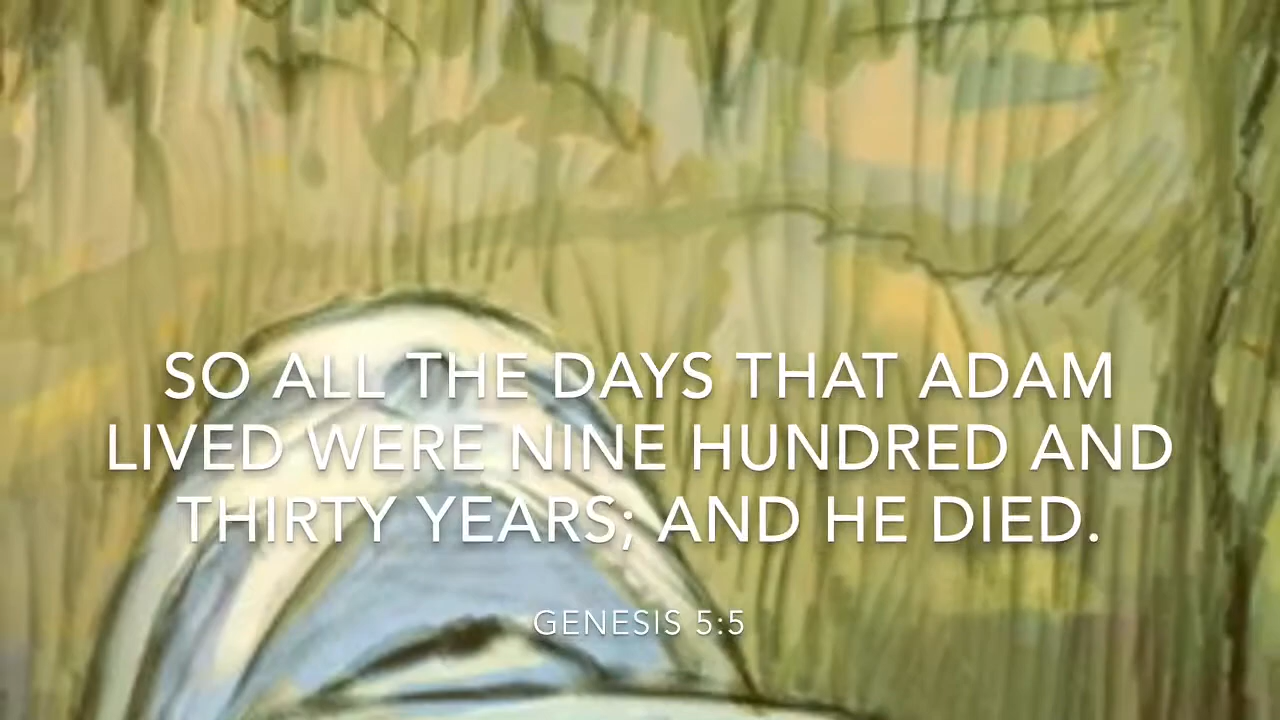 SO ALL THE DAYS THAT ADAM
LIVED WERE NINE HUNDRED AND
THIRTY YEARS; AND HE DIED.
GENESIS 5:5